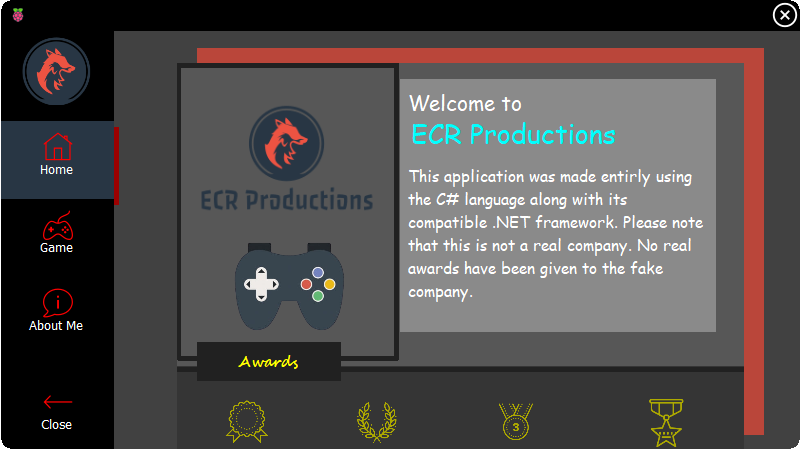 Home
Game
About Me
Close
ECR Productions
Welcome to
ECR Productions
This application was made entirly using
the C# language along with its
compatible .NET framework. Please note
that this is not a real company. No real
awards have been given to the fake
company.
Awards
3